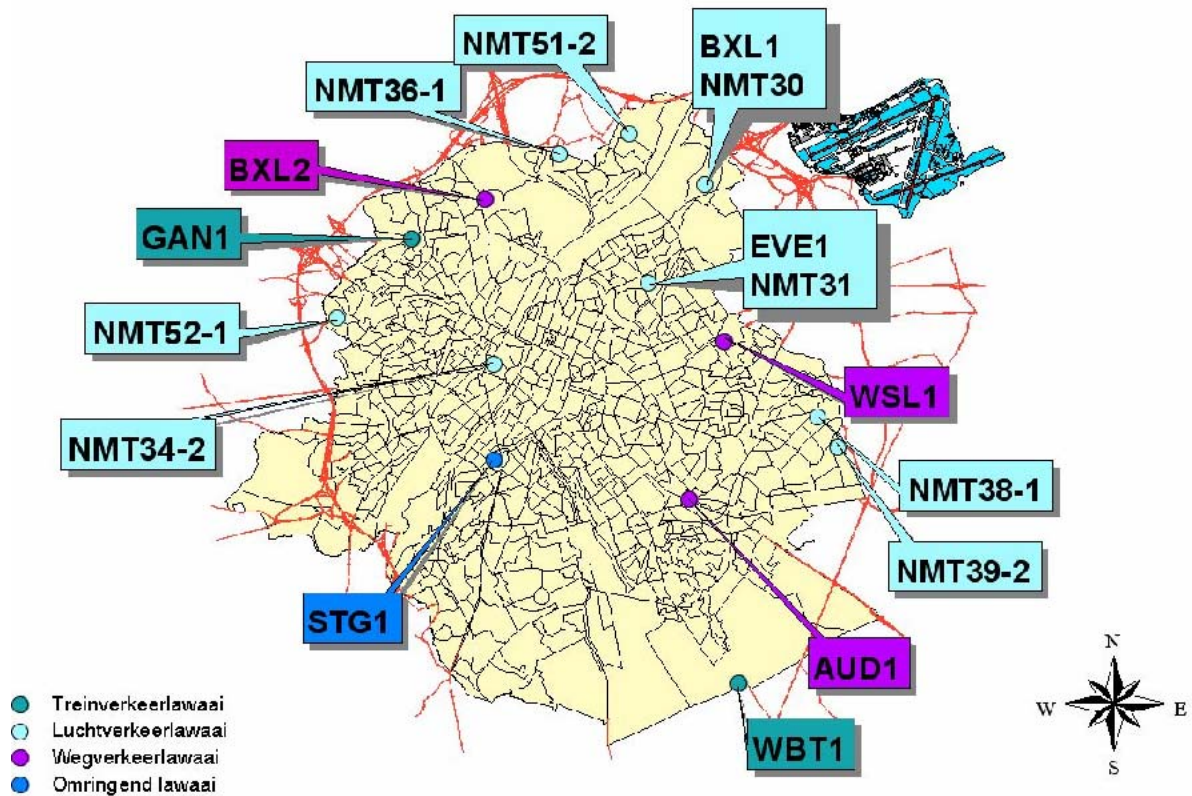 NMT51-2
BXL1
NMT30
NMT36-1
BXL2
GAN1
EVE1
NMT31
NMT52-1
WSL1
NMT34-2
NMT38-1
NMT39-2
STG1
AUD1
WBT1
N
W
E
S
Treinverkeerlawaai
Luchtverkeerlawaai
Wegverkeerlawaai
Omringend lawaai